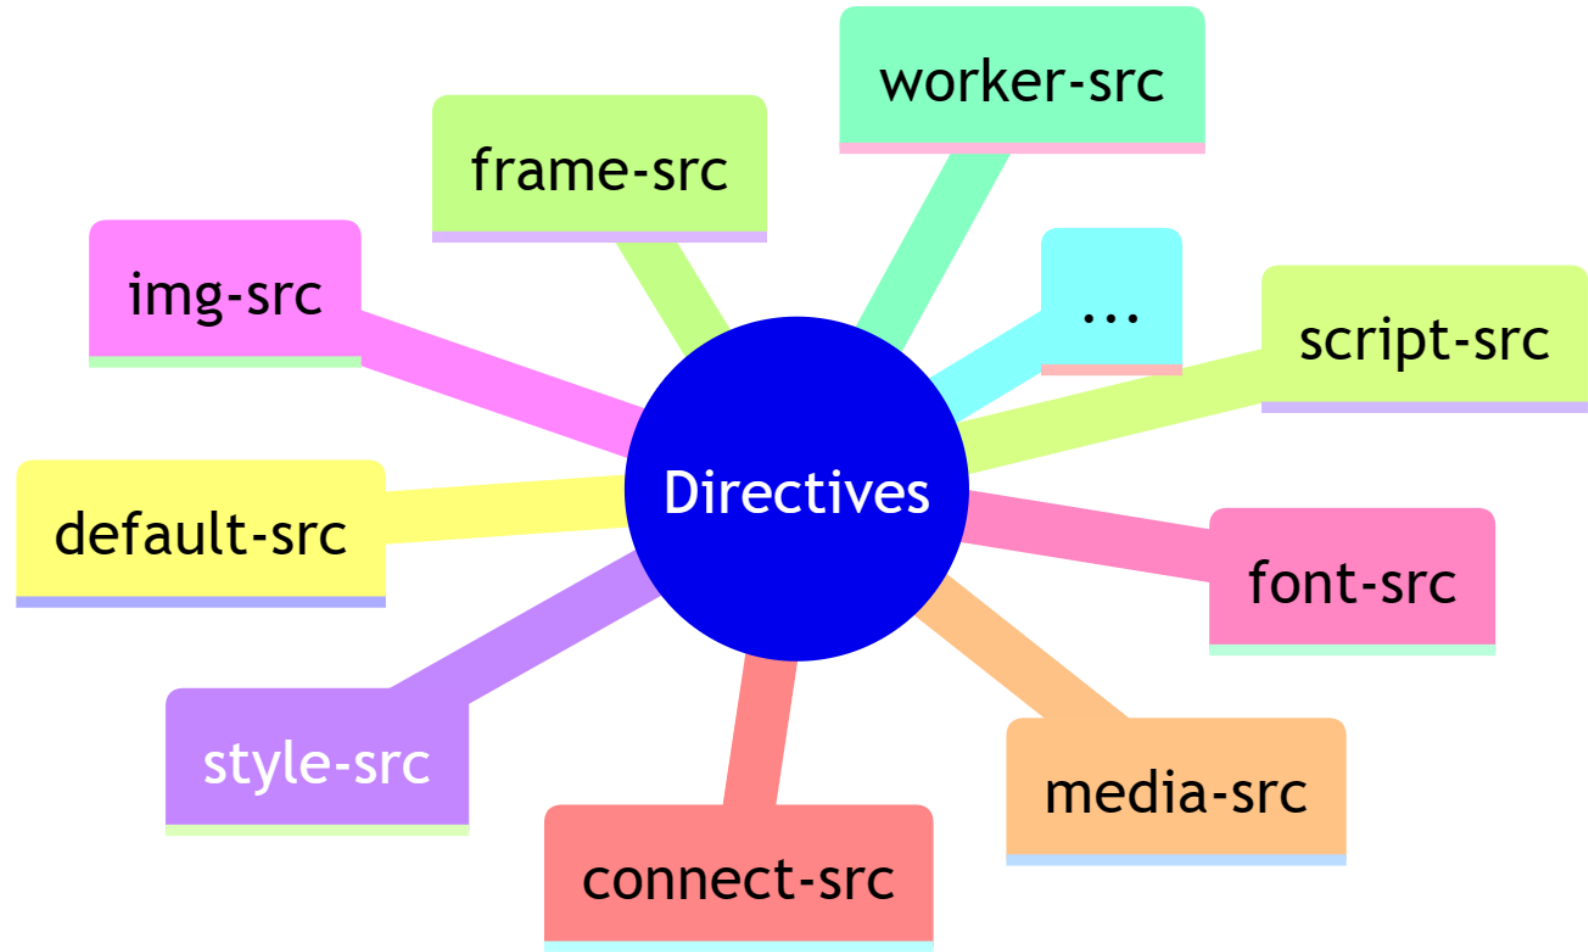 worker-src
frame-src
img-src
...
script-src
Directives
default-src
font-src
style-src
media-src
connect-src